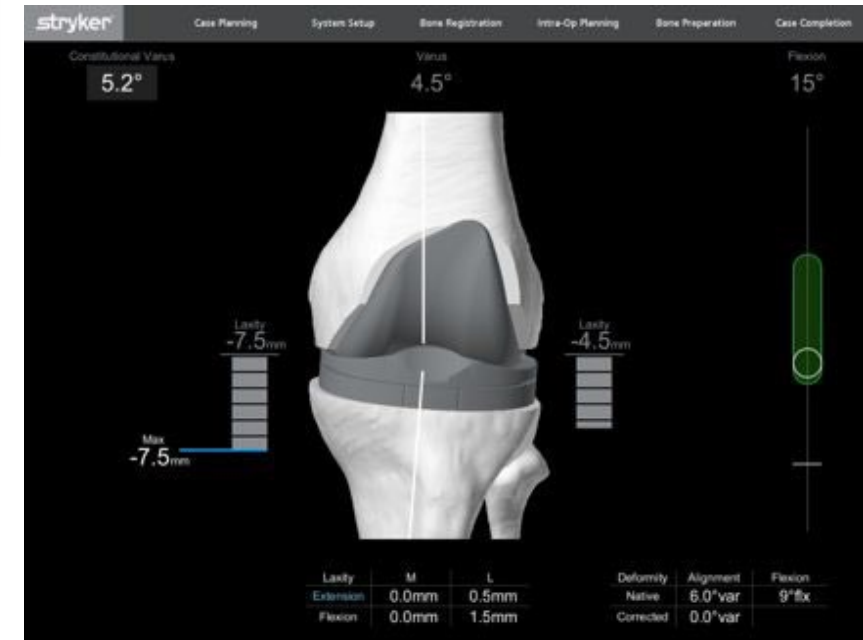 stryker Case Planning System Setup Bone Registration Intra-Op Planning Bone Preparation Case Completion
Constitutional Varus Varus Flexion
5.2° 4.5° 15°
Laxity Laxity
-7.5mm -4.5mm
Max
-7.5mm
Laxity M L Deformity Alignment Flexion
Extension 0.0mm 0.5mm Native 6.0°var 9°flx
Flexion 0.0mm 1.5mm Corrected 0.0°var